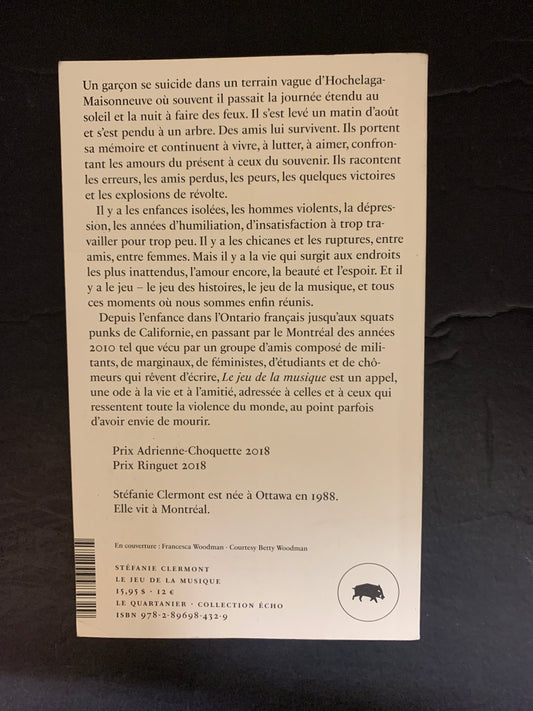 Un garçon se suicide dans un terrain vague d'Hochelaga-
Maisonneuve où souvent il passait la journée étendu au
soleil et la nuit à faire des feux. Il s'est levé un matin d'août
et s'est pendu à un arbre. Des amis lui survivent. Ils portent
sa mémoire et continuent à vivre, à lutter, à aimer, confron-
tant les amours du présent à ceux du souvenir. Ils racontent
les erreurs, les amis perdus, les peurs, les quelques victoires
et les explosions de révolte.
Il y a les enfances isolées, les hommes violents, la dépres-
sion, les années d'humiliation, d'insatisfaction à trop tra-
vailler pour trop peu. Il y a les chicanes et les ruptures, entre
amis, entre femmes. Mais il y a la vie qui surgit aux endroits
les plus inattendus, l'amour encore, la beauté et l'espoir. Et il
y a le jeu – le jeu des histoires, le jeu de la musique, et tous
ces moments où nous sommes enfin réunis.
Depuis l'enfance dans l'Ontario français jusqu'aux squats
punks de Californie, en passant par le Montréal des années
2010 tel que vécu par un groupe d'amis composé de mili-
tants, de marginaux, de féministes, d'étudiants et de chô-
meurs qui rêvent d'écrire, Le jeu de la musique est un appel,
une ode à la vie et à l'amitié, adressée à celles et à ceux qui
ressentent toute la violence du monde, au point parfois
d'avoir envie de mourir.
Prix Adrienne-Choquette 2018
Prix Ringuet 2018
Stéfanie Clermont est née à Ottawa en 1988.
Elle vit à Montréal.
En couverture : Francesca Woodman · Courtesy Betty Woodman
STÉFANIE CLERMONT
LE JEU DE LA MUSIQUE
15,95 $ · 12 €
LE QUARTANIER · COLLECTION ÉCHO
ISBN 978-2-89698-432-9